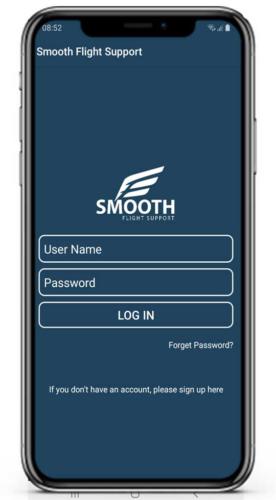 08:52
Smooth Flight Support
SMOOTH
FLIGHT SUPPORT
User Name
Password
LOG IN
Forget Password?
If you don't have an account, please sign up here